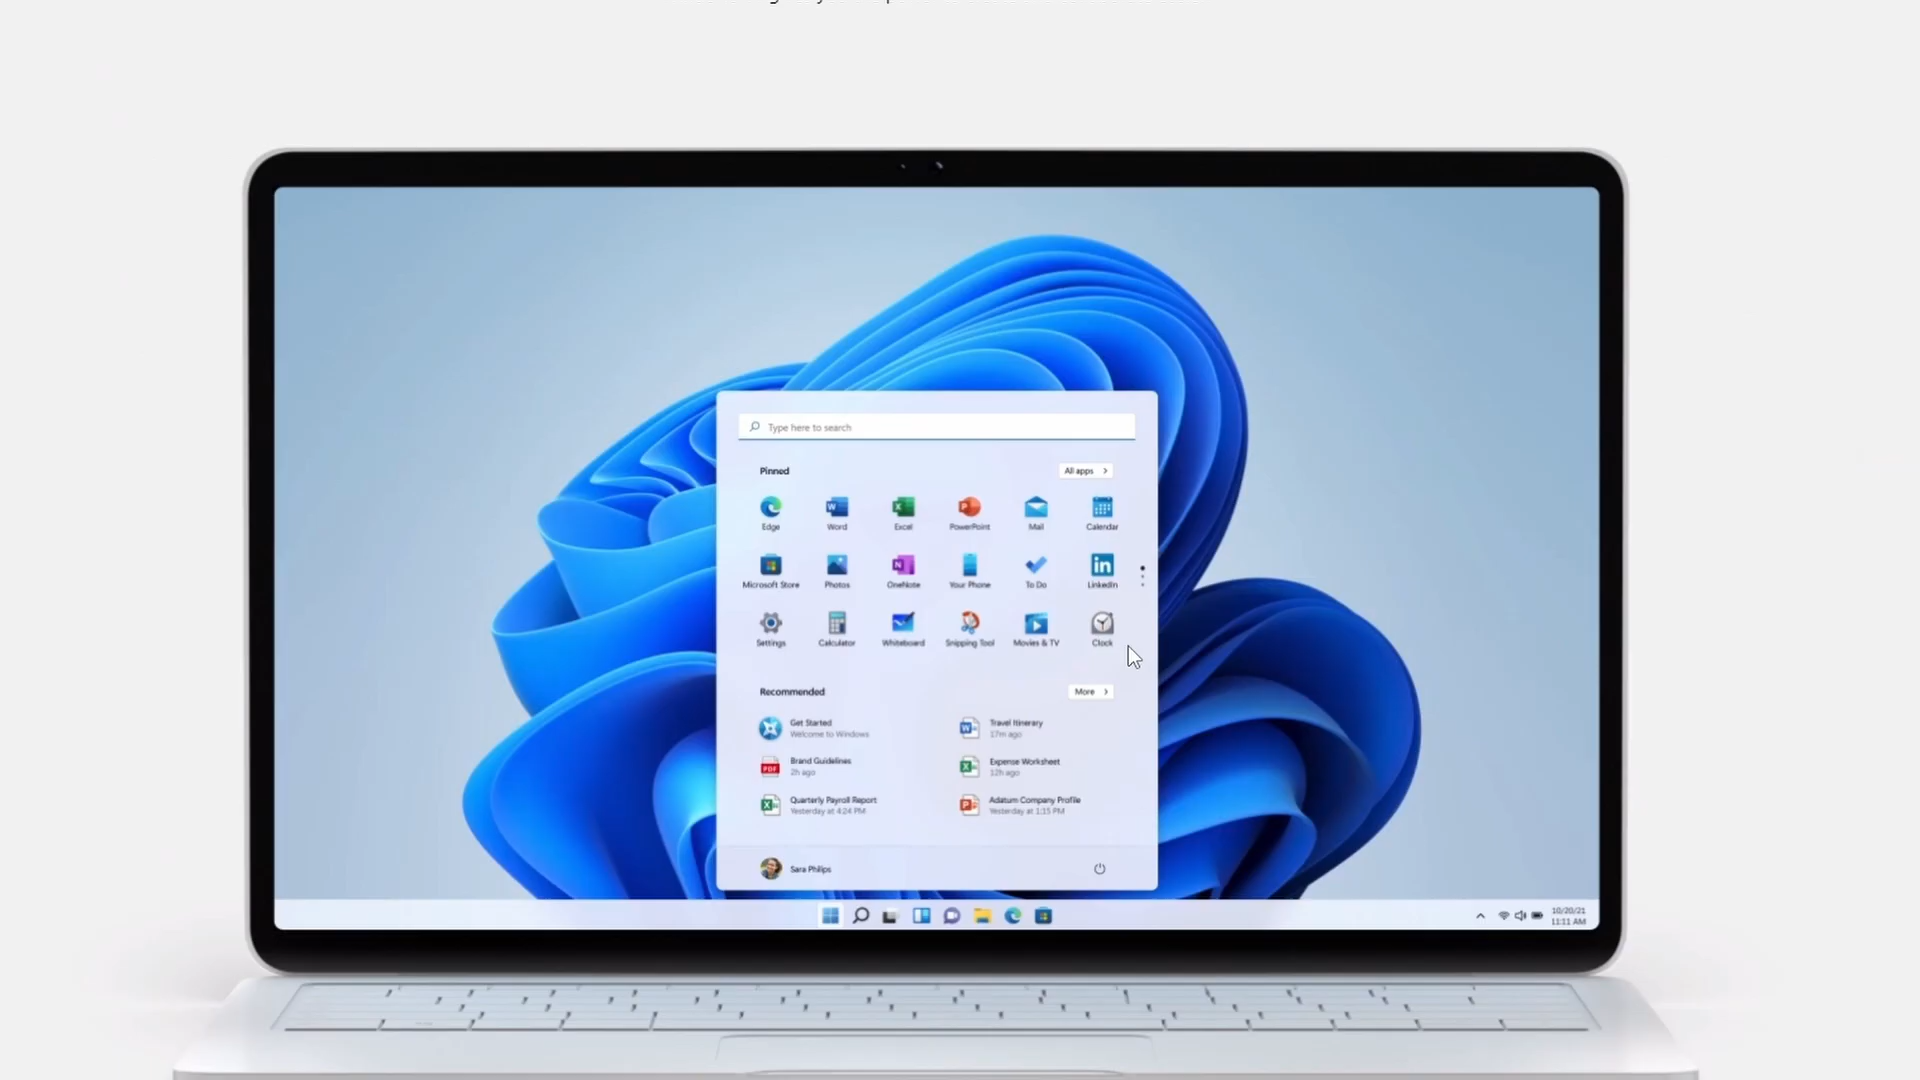 Type here to search
Pinned
All apps >
Edge Word Excel PowerPoint Mail Calendar
Microsoft Store Photos OneNote Your Phone To Do LinkedIn
Settings Calculator Whiteboard Snipping Tool Movies & TV Clock
Recommended
More >
Get Started
Welcome to Windows
Travel Itinerary
17m ago
Brand Guidelines
2h ago
Expense Worksheet
12h ago
Quarterly Payroll Report
Yesterday at 4:24 PM
Adatum Company Profile
Yesterday at 1:15 PM
Sara Philips
10/20/21
11:11 AM